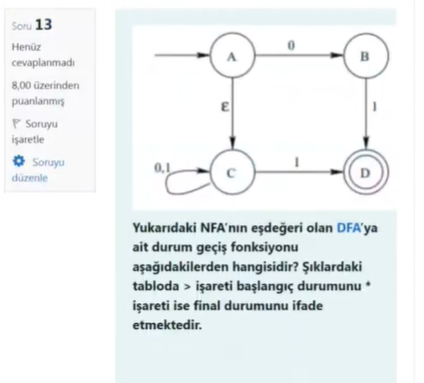 Soru 13
Henüz
cevaplanmadı
8,00 üzerinden
puanlanmış
Soruyu
işaretle
Soruyu
düzenle
A
0
B
ε
1
0,1
C
1
D
Yukarıdaki NFA'nın eşdeğeri olan DFA'ya
ait durum geçiş fonksiyonu
aşağıdakilerden hangisidir? Şıklardaki
tabloda > işareti başlangıç durumunu *
işareti ise final durumunu ifade
etmektedir.